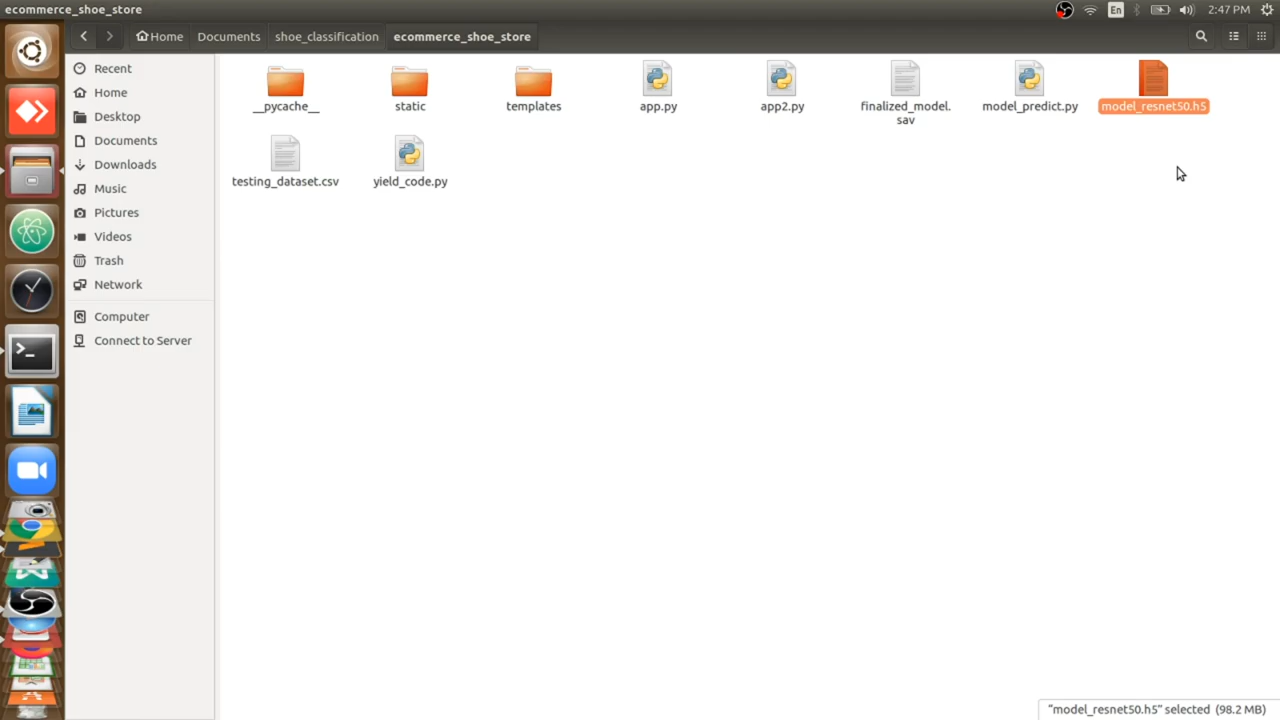 ecommerce_shoe_store
En
2:47 PM
Home
Documents
shoe_classification
ecommerce_shoe_store
Recent
Home
Desktop
Documents
Downloads
Music
Pictures
Videos
Trash
Network
Computer
Connect to Server
__pycache__
static
templates
app.py
app2.py
finalized_model.
sav
model_predict.py
model_resnet50.h5
testing_dataset.csv
yield_code.py
"model_resnet50.h5" selected (98.2 MB)